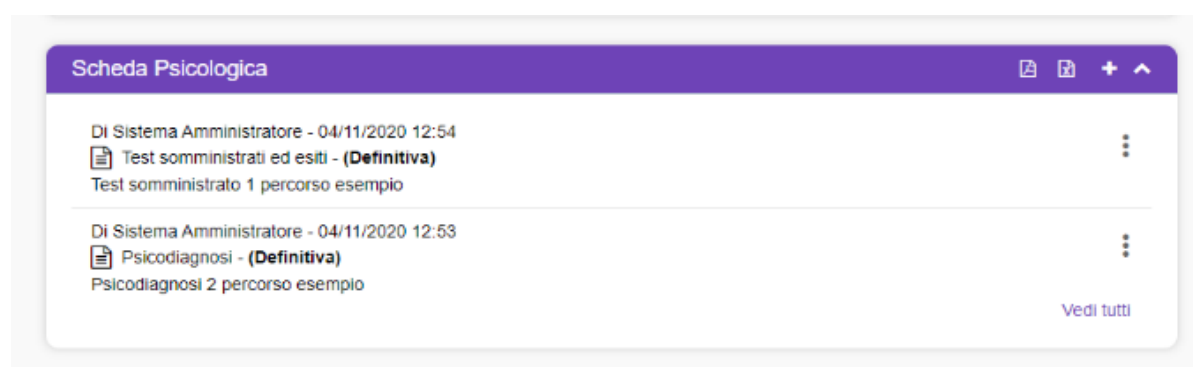 Scheda Psicologica
Di Sistema Amministratore - 04/11/2020 12:54
Test somministrati ed esiti - (Definitiva)
Test somministrato 1 percorso esempio
Di Sistema Amministratore - 04/11/2020 12:53
Psicodiagnosi - (Definitiva)
Psicodiagnosi 2 percorso esempio
Vedi tutti